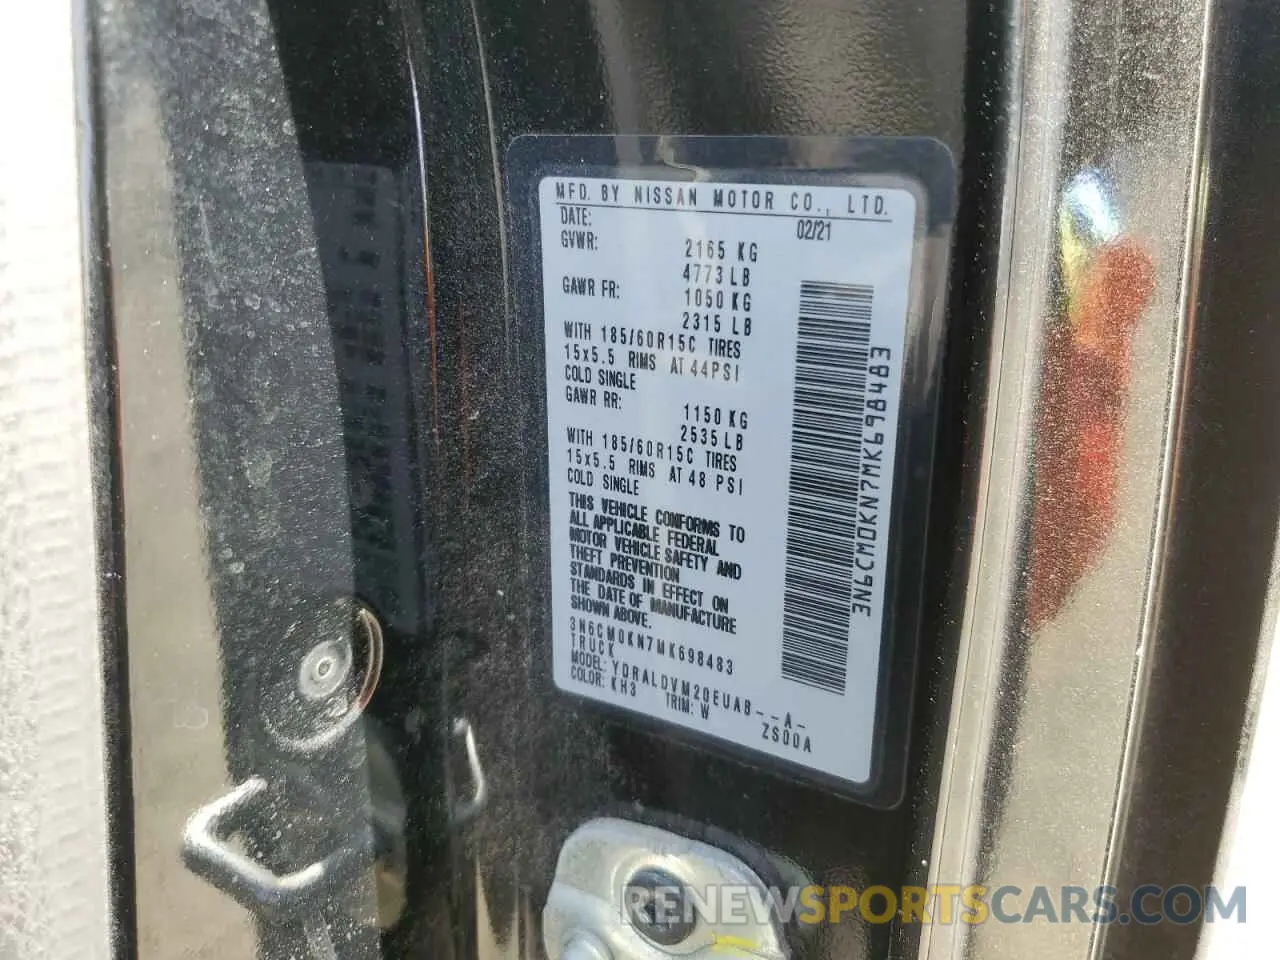 MFD. BY NISSAN MOTOR CO., LTD.
DATE: 02/21
GVWR: 2165 KG
4773 LB
GAWR FR: 1050 KG
2315 LB
WITH 185/60R15C TIRES
15x5.5 RIMS AT 44PSI
COLD SINGLE
GAWR RR: 1150 KG
2535 LB
WITH 185/60R15C TIRES
15x5.5 RIMS AT 48 PSI
COLD SINGLE
THIS VEHICLE CONFORMS TO
ALL APPLICABLE FEDERAL
MOTOR VEHICLE SAFETY AND
THEFT PREVENTION
STANDARDS IN EFFECT ON
THE DATE OF MANUFACTURE
SHOWN ABOVE.
3N6CM0KN7MK698483
TRUCK
MODEL: YDRALDVM20EUAB--A-
COLOR: KH3 TRIM: W ZS00A
3N6CM0KN7MK698483
RENEWSPORTSCARS.COM